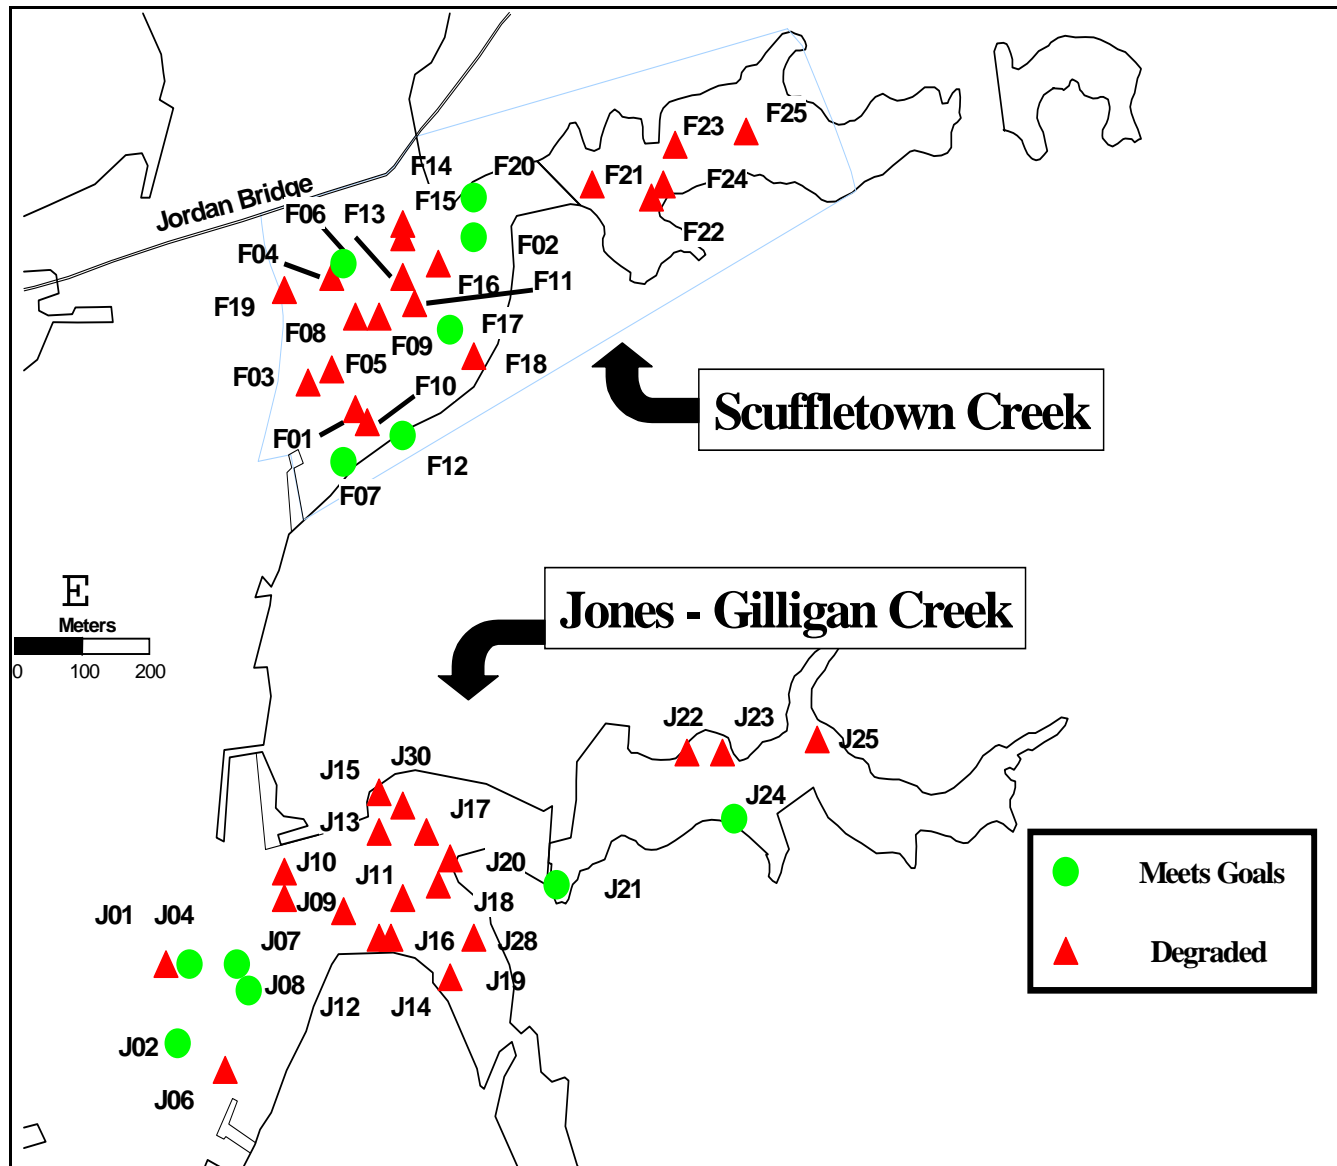 F23
F25
F14
F20
F21
F24
Jordan Bridge
F06
F13
F15
F22
F04
F02
F16
F11
F19
F08
F09
F17
F03
F05
F18
F10
Scuffletown Creek
F01
F12
F07
E
Meters
0 100 200
Jones - Gilligan Creek
J22
J23
J25
J15
J30
J24
J13
J17
J10
J11
J20
J21
J09
J18
Meets Goals
J01
J04
J07
J16
J28
Degraded
J08
J19
J12
J14
J02
J06